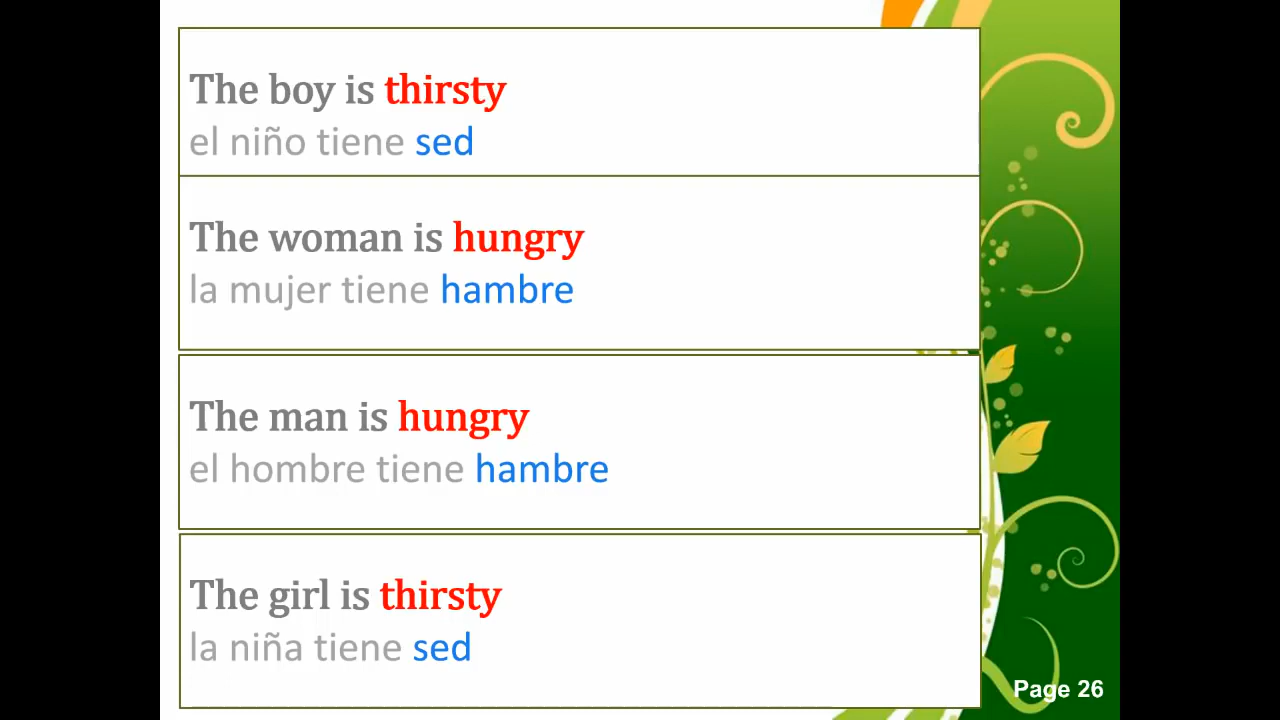 The boy is thirsty
el niño tiene sed
The woman is hungry
la mujer tiene hambre
The man is hungry
el hombre tiene hambre
The girl is thirsty
la niña tiene sed
Page 26